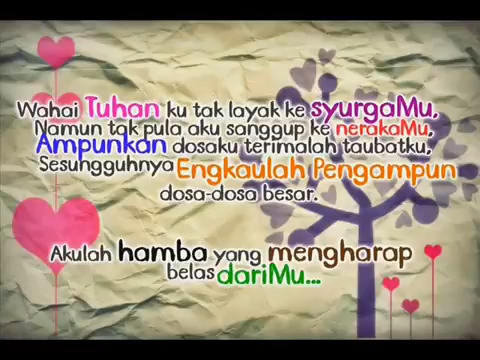 Wahai Tuhan ku tak layak ke syurgaMu,
Namun tak pula aku sanggup ke nerakaMu,
Ampunkan dosaku terimalah taubatku,
Sesungguhnya Engkaulah Pengampun
dosa-dosa besar.
Akulah hamba yang mengharap
belas dariMu...